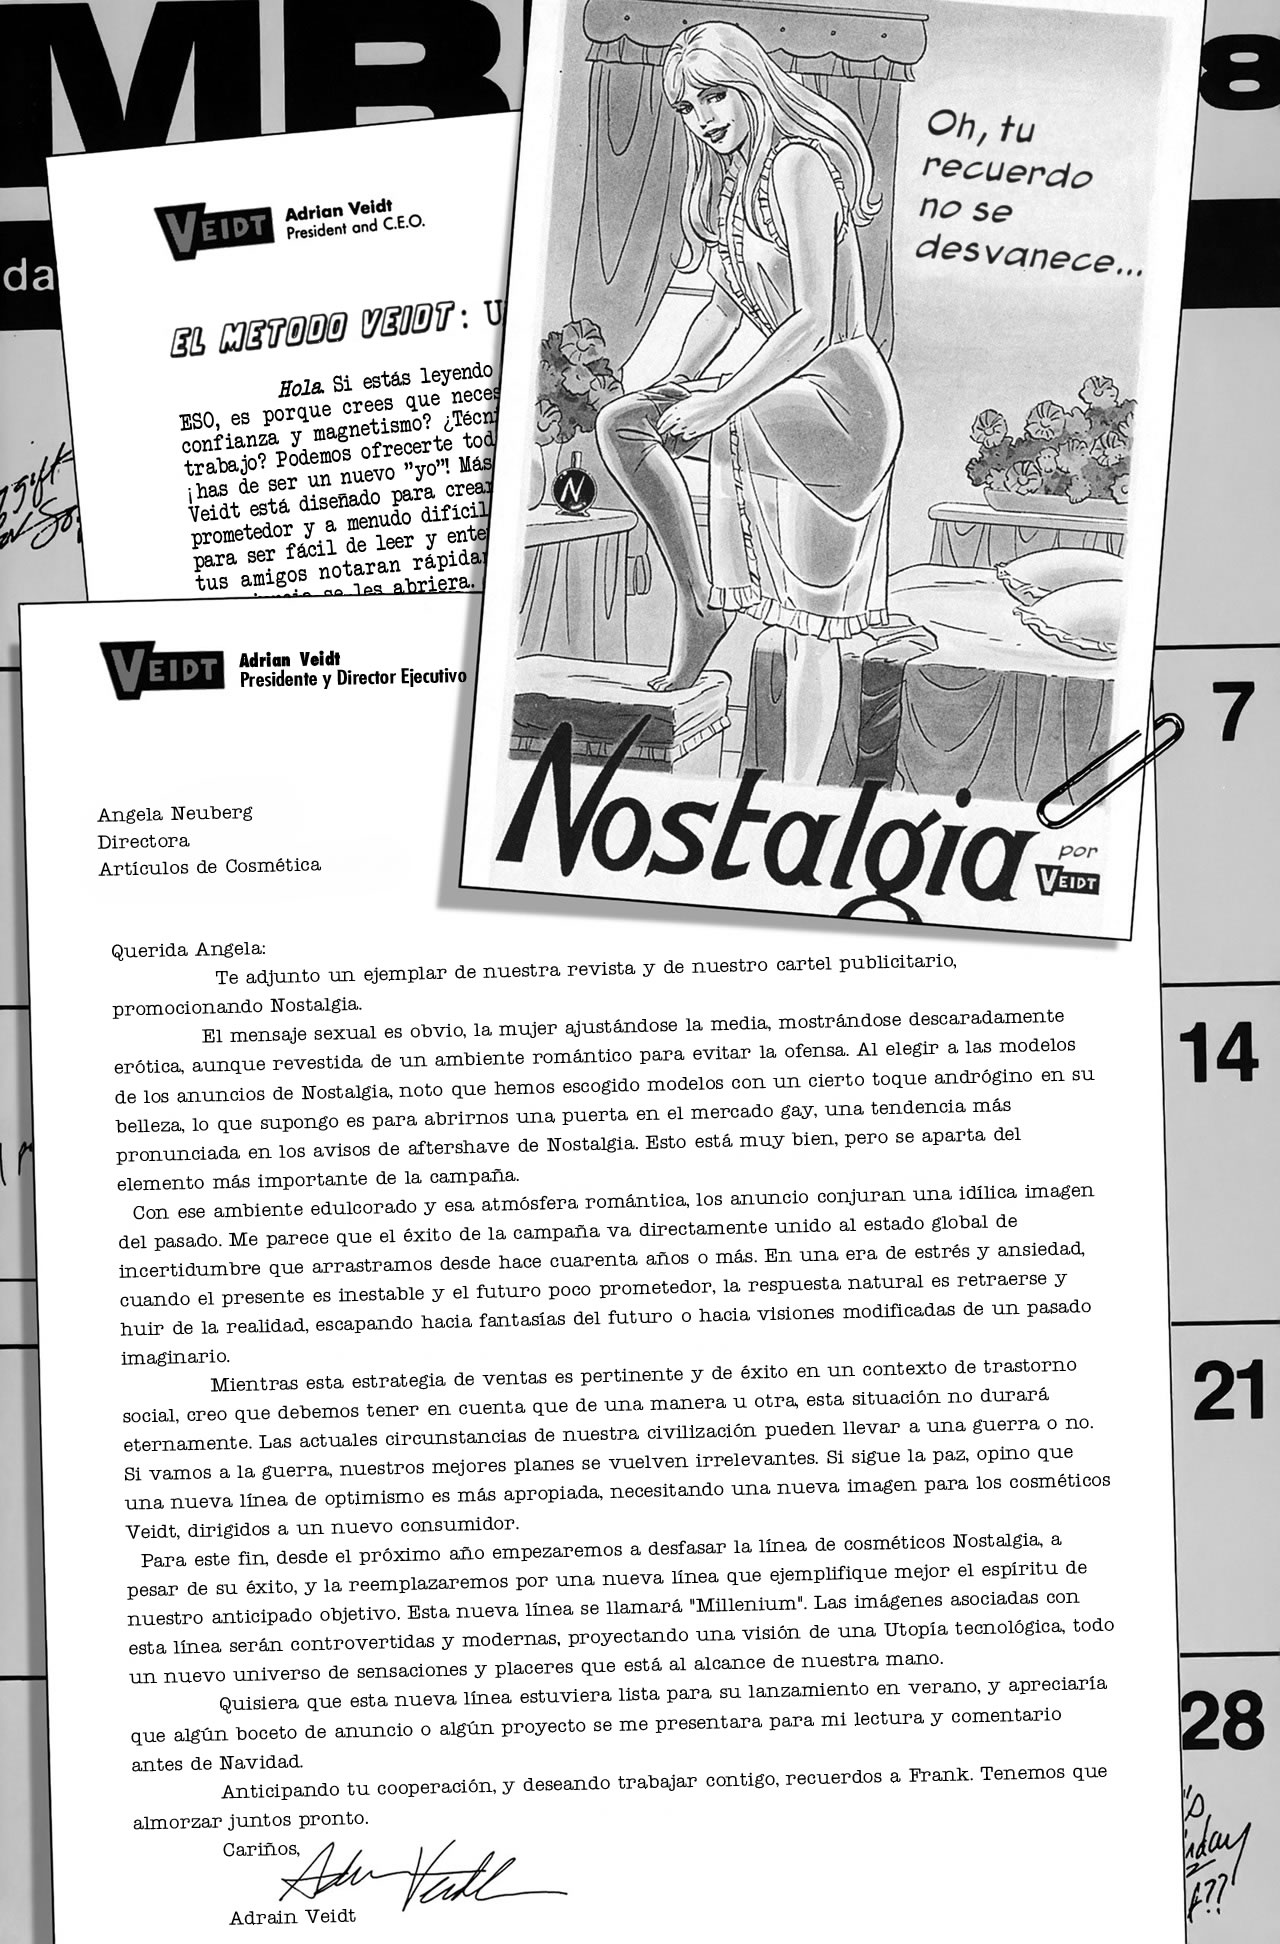 MB
8
da
VEIDT
Adrian Veidt
President and C.E.O.
EL METODO VEIDT: U
Hola. Si estás leyendo
ESO, es porque crees que neces
confianza y magnetismo? ¿Técni
trabajo? Podemos ofrecerte tod
¡has de ser un nuevo "yo"! Más
Veidt está diseñado para crear
prometedor y a menudo difícil
para ser fácil de leer y ente
tus amigos notaran rápida
se les abriera.
Oh, tu
recuerdo
no se
desvanece...
N
Nostalgia
por
VEIDT
VEIDT
Adrian Veidt
Presidente y Director Ejecutivo
Angela Neuberg
Directora
Artículos de Cosmética
Querida Angela:
Te adjunto un ejemplar de nuestra revista y de nuestro cartel publicitario,
promocionando Nostalgia.
El mensaje sexual es obvio, la mujer ajustándose la media, mostrándose descaradamente
erótica, aunque revestida de un ambiente romántico para evitar la ofensa. Al elegir a las modelos
de los anuncios de Nostalgia, noto que hemos escogido modelos con un cierto toque andrógino en su
belleza, lo que supongo es para abrirnos una puerta en el mercado gay, una tendencia más
pronunciada en los avisos de aftershave de Nostalgia. Esto está muy bien, pero se aparta del
elemento más importante de la campaña.
Con ese ambiente edulcorado y esa atmósfera romántica, los anuncio conjuran una idílica imagen
del pasado. Me parece que el éxito de la campaña va directamente unido al estado global de
incertidumbre que arrastramos desde hace cuarenta años o más. En una era de estrés y ansiedad,
cuando el presente es inestable y el futuro poco prometedor, la respuesta natural es retraerse y
huir de la realidad, escapando hacia fantasías del futuro o hacia visiones modificadas de un pasado
imaginario.
Mientras esta estrategia de ventas es pertinente y de éxito en un contexto de trastorno
social, creo que debemos tener en cuenta que de una manera u otra, esta situación no durará
eternamente. Las actuales circunstancias de nuestra civilización pueden llevar a una guerra o no.
Si vamos a la guerra, nuestros mejores planes se vuelven irrelevantes. Si sigue la paz, opino que
una nueva línea de optimismo es más apropiada, necesitando una nueva imagen para los cosméticos
Veidt, dirigidos a un nuevo consumidor.
Para este fin, desde el próximo año empezaremos a desfasar la línea de cosméticos Nostalgia, a
pesar de su éxito, y la reemplazaremos por una nueva línea que ejemplifique mejor el espíritu de
nuestro anticipado objetivo. Esta nueva línea se llamará "Millenium". Las imágenes asociadas con
esta línea serán controvertidas y modernas, proyectando una visión de una Utopía tecnológica, todo
un nuevo universo de sensaciones y placeres que está al alcance de nuestra mano.
Quisiera que esta nueva línea estuviera lista para su lanzamiento en verano, y apreciaría
que algún boceto de anuncio o algún proyecto se me presentara para mi lectura y comentario
antes de Navidad.
Anticipando tu cooperación, y deseando trabajar contigo, recuerdos a Frank. Tenemos que
almorzar juntos pronto.
Cariños,
Adrian Veidt
Adrain Veidt
7
14
21
28